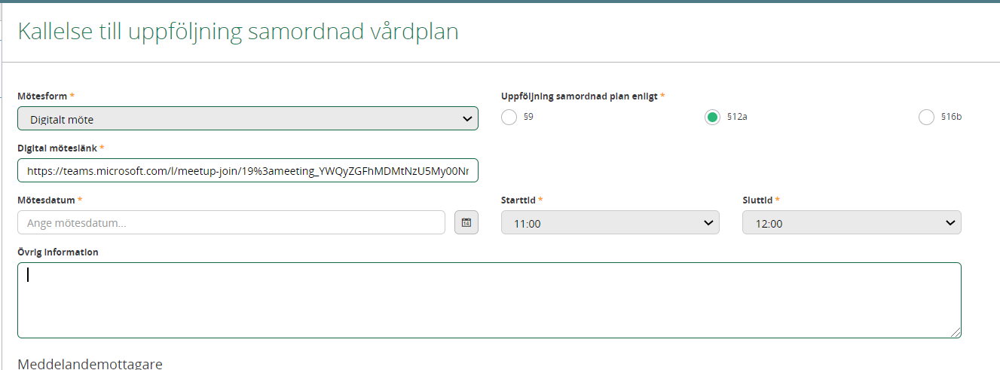 Kallelse till uppföljning samordnad vårdplan
Mötesform *
Uppföljning samordnad plan enligt *
Digitalt möte
§9
§12a
§16b
Digital möteslänk *
https://teams.microsoft.com/l/meetup-join/19%3ameeting_YWQyZGFhMDMtNzU5My00Nr
Mötesdatum *
Starttid *
Sluttid *
Ange mötesdatum...
14
11:00
12:00
Övrig information
Meddelandemottagare